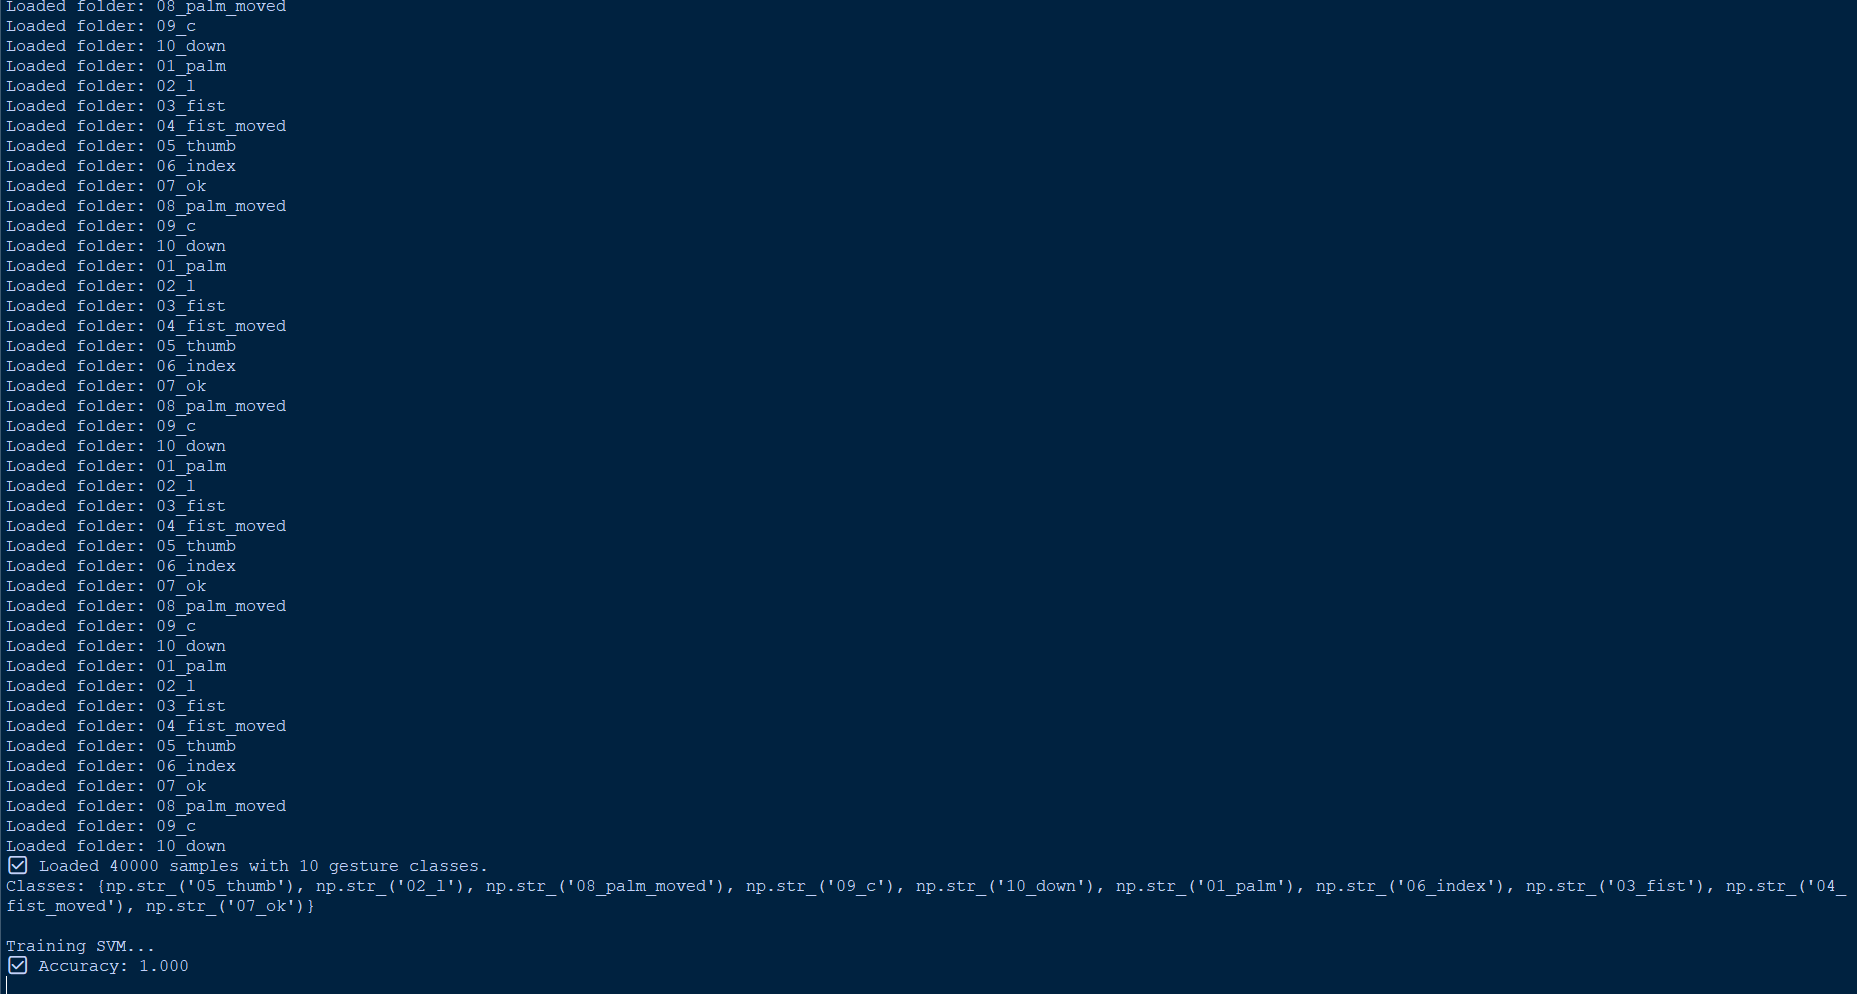 Loaded folder: 08_palm_moved
Loaded folder: 09_c
Loaded folder: 10_down
Loaded folder: 01_palm
Loaded folder: 02_l
Loaded folder: 03_fist
Loaded folder: 04_fist_moved
Loaded folder: 05_thumb
Loaded folder: 06_index
Loaded folder: 07_ok
Loaded folder: 08_palm_moved
Loaded folder: 09_c
Loaded folder: 10_down
Loaded folder: 01_palm
Loaded folder: 02_l
Loaded folder: 03_fist
Loaded folder: 04_fist_moved
Loaded folder: 05_thumb
Loaded folder: 06_index
Loaded folder: 07_ok
Loaded folder: 08_palm_moved
Loaded folder: 09_c
Loaded folder: 10_down
Loaded folder: 01_palm
Loaded folder: 02_l
Loaded folder: 03_fist
Loaded folder: 04_fist_moved
Loaded folder: 05_thumb
Loaded folder: 06_index
Loaded folder: 07_ok
Loaded folder: 08_palm_moved
Loaded folder: 09_c
Loaded folder: 10_down
Loaded folder: 01_palm
Loaded folder: 02_l
Loaded folder: 03_fist
Loaded folder: 04_fist_moved
Loaded folder: 05_thumb
Loaded folder: 06_index
Loaded folder: 07_ok
Loaded folder: 08_palm_moved
Loaded folder: 09_c
Loaded folder: 10_down
☑ Loaded 40000 samples with 10 gesture classes.
Classes: {np.str_('05_thumb'), np.str_('02_l'), np.str_('08_palm_moved'), np.str_('09_c'), np.str_('10_down'), np.str_('01_palm'), np.str_('06_index'), np.str_('03_fist'), np.str_('04_
fist_moved'), np.str_('07_ok')}
Training SVM...
☑ Accuracy: 1.000